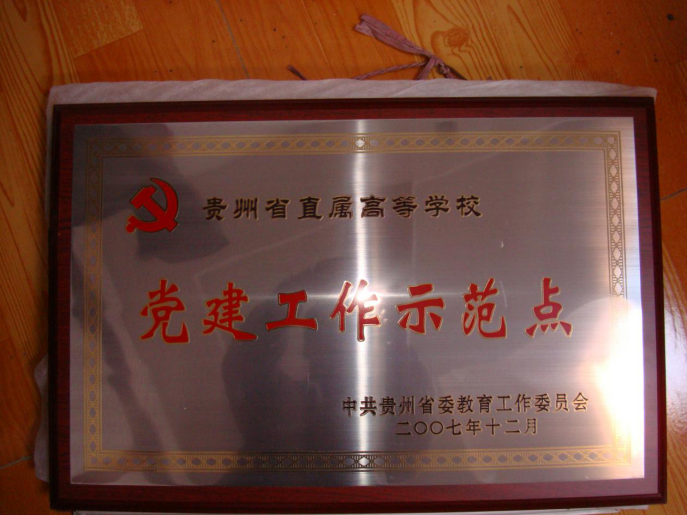 贵州省直属高等学校
党建工作示范点
中共贵州省委教育工作委员会
二〇〇七年十二月